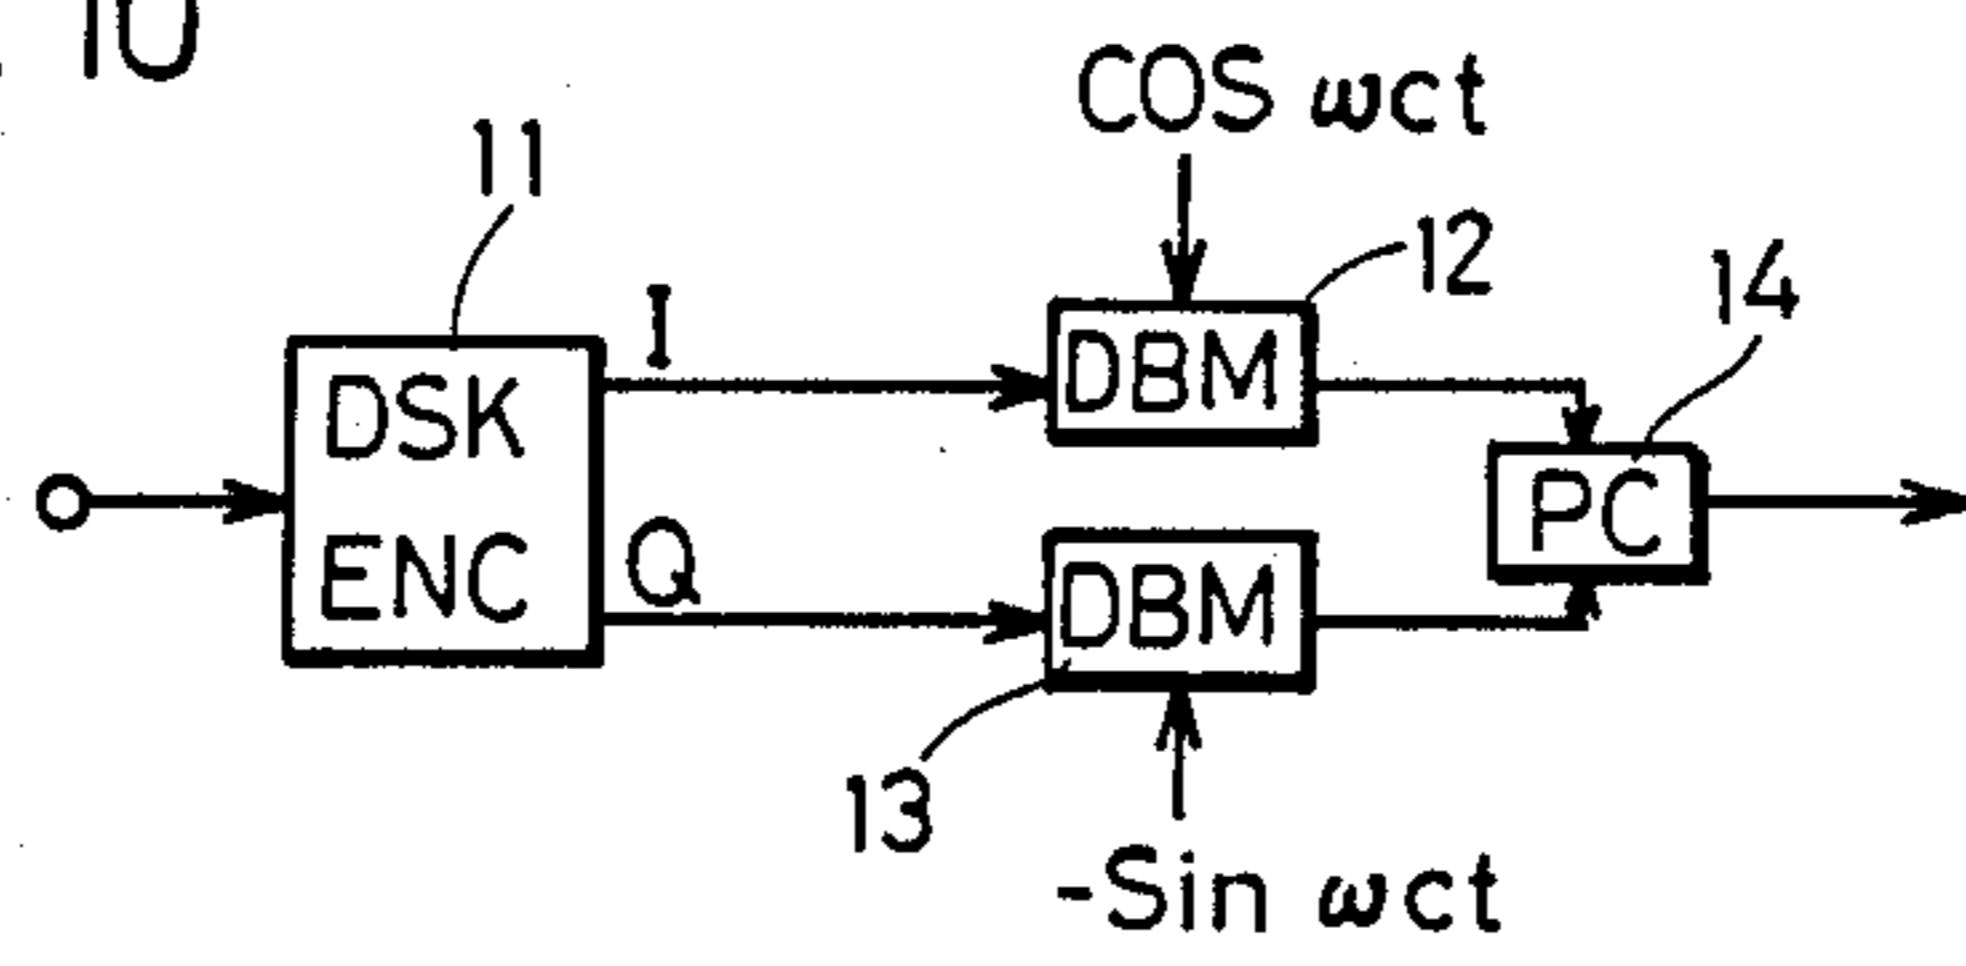 10
COS ωct
11
12
14
I
DBM
DSK
ENC
PC
Q
DBM
13
-Sin ωct